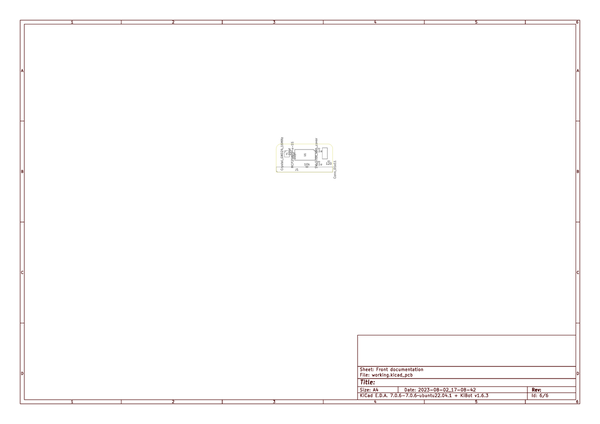 1 2 3 4 5 6
A A
B B
C C
D D
Sheet: Front documentation
File: working.kicad_pcb
Title:
Size: A4 Date: 2023-08-02_17-08-42 Rev:
KiCad E.D.A. 7.0.6-7.0.6~ubuntu22.04.1 + KiBot v1.6.3 Id: 6/6
1 2 3 4 5 6